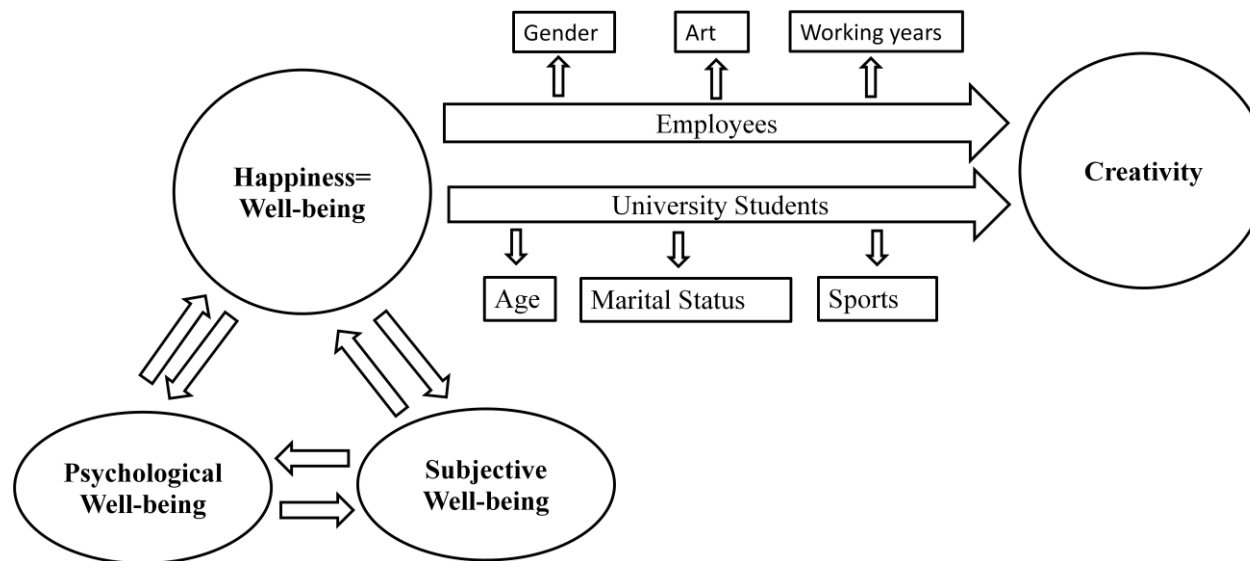 Gender
Art
Working years
Employees
Happiness=
Well-being
Creativity
University Students
Age
Marital Status
Sports
Psychological
Well-being
Subjective
Well-being